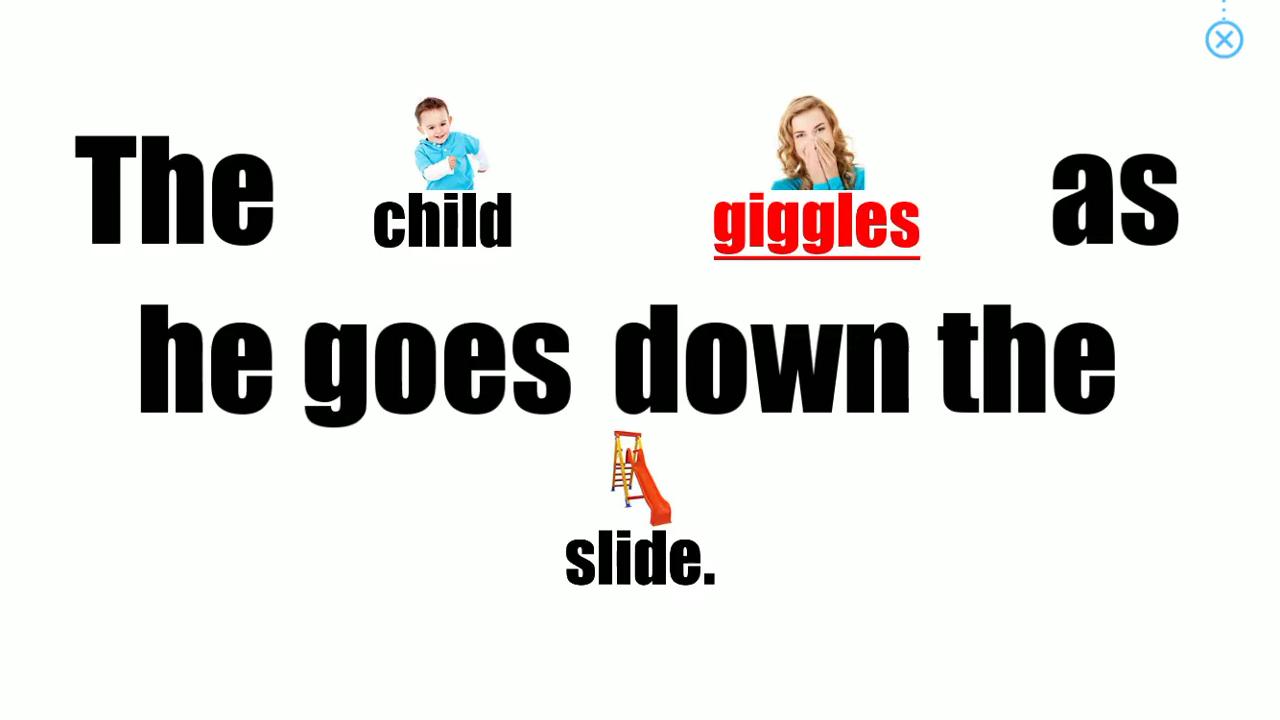 The child giggles as
he goes down the
slide.